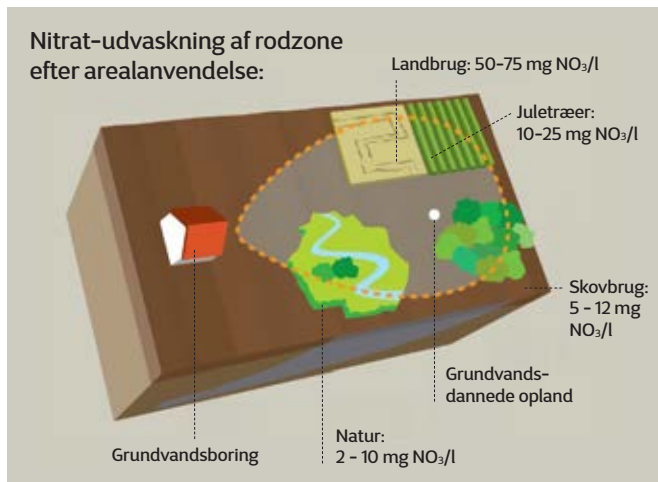 Nitrat-udvaskning af rodzone
efter arealanvendelse:
Landbrug: 50-75 mg NO₃/l
Juletræer:
10-25 mg NO₃/l
Skovbrug:
5 - 12 mg
NO₃/l
Grundvands-
dannede opland
Natur:
2 - 10 mg NO₃/l
Grundvandsboring